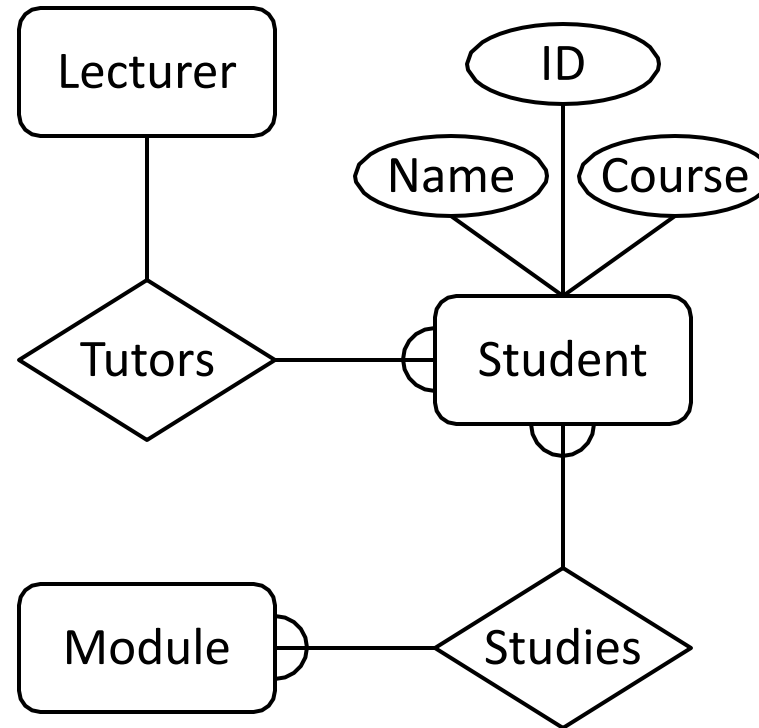 Lecturer
ID
Name
Course
Tutors
Student
Module
Studies